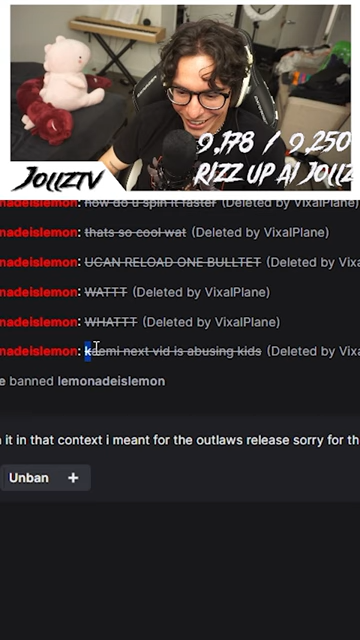 9,178 / 9,250
RIZZ UP AI JOLLZ
JOLLZTV
nadeislemon: how do u spin it faster (Deleted by VixalPlane)
nadeislemon: thats so cool wat (Deleted by VixalPlane)
nadeislemon: UCAN RELOAD ONE BULLTET (Deleted by Vixa
nadeislemon: WATTT (Deleted by VixalPlane)
nadeislemon: WHATTT (Deleted by VixalPlane)
nadeislemon: kaemi next vid is abusing kids (Deleted by Vixa
e banned lemonadeislemon
n it in that context i meant for the outlaws release sorry for th
Unban +